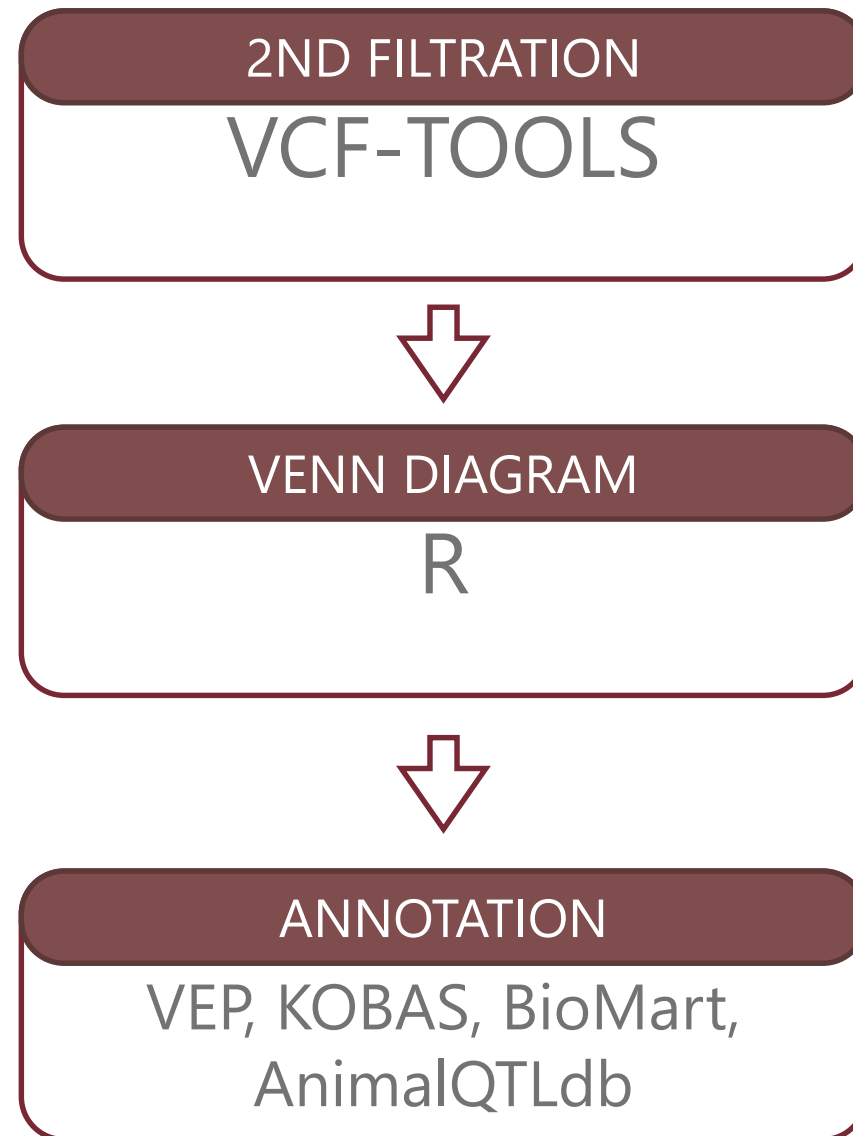 2ND FILTRATION
VCF-TOOLS
VENN DIAGRAM
R
ANNOTATION
VEP, KOBAS, BioMart,
AnimalQTLdb